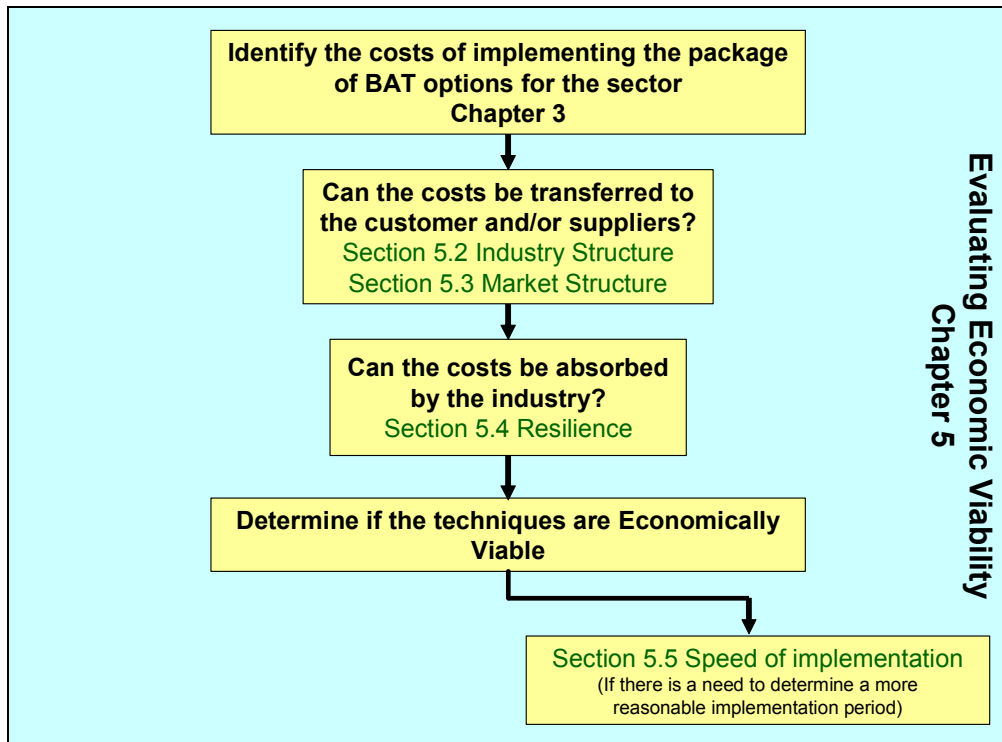 Identify the costs of implementing the package
of BAT options for the sector
Chapter 3
Can the costs be transferred to
the customer and/or suppliers?
Section 5.2 Industry Structure
Section 5.3 Market Structure
Can the costs be absorbed
by the industry?
Section 5.4 Resilience
Determine if the techniques are Economically
Viable
Section 5.5 Speed of implementation
(If there is a need to determine a more
reasonable implementation period)
Evaluating Economic Viability
Chapter 5